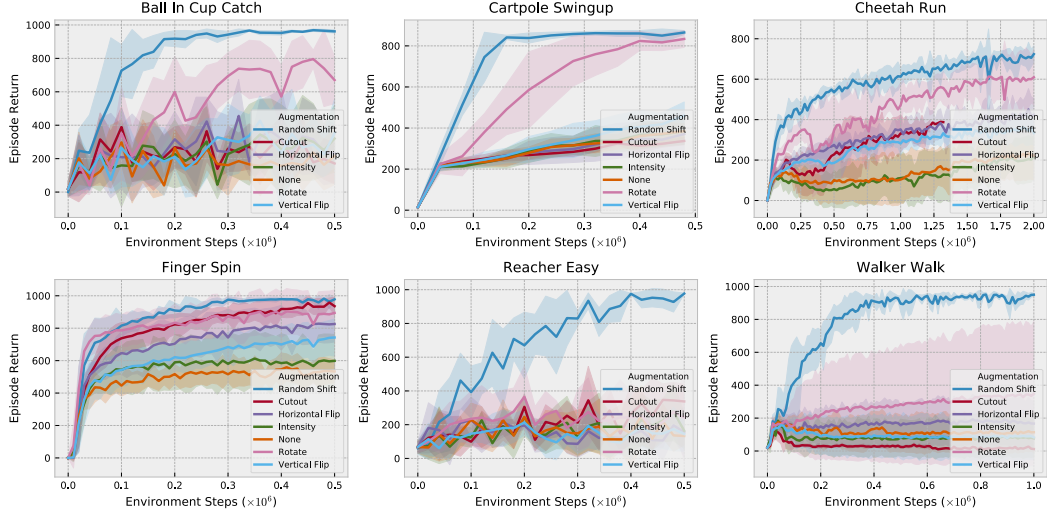 Ball In Cup Catch
Episode Return
1000
800
600
400
200
0
0.0 0.1 0.2 0.3 0.4 0.5
Environment Steps (×10⁶)
Augmentation
Random Shift
Cutout
Horizontal Flip
Intensity
None
Rotate
Vertical Flip
Cartpole Swingup
Episode Return
800
600
400
200
0
0.0 0.1 0.2 0.3 0.4 0.5
Environment Steps (×10⁶)
Augmentation
Random Shift
Cutout
Horizontal Flip
Intensity
None
Rotate
Vertical Flip
Cheetah Run
Episode Return
800
600
400
200
0
0.00 0.25 0.50 0.75 1.00 1.25 1.50 1.75 2.00
Environment Steps (×10⁶)
Augmentation
Random Shift
Cutout
Horizontal Flip
Intensity
None
Rotate
Vertical Flip
Finger Spin
Episode Return
1000
800
600
400
200
0
0.0 0.1 0.2 0.3 0.4 0.5
Environment Steps (×10⁶)
Augmentation
Random Shift
Cutout
Horizontal Flip
Intensity
None
Rotate
Vertical Flip
Reacher Easy
Episode Return
1000
800
600
400
200
0
0.0 0.1 0.2 0.3 0.4 0.5
Environment Steps (×10⁶)
Augmentation
Random Shift
Cutout
Horizontal Flip
Intensity
None
Rotate
Vertical Flip
Walker Walk
Episode Return
1000
800
600
400
200
0
0.0 0.2 0.4 0.6 0.8 1.0
Environment Steps (×10⁶)
Augmentation
Random Shift
Cutout
Horizontal Flip
Intensity
None
Rotate
Vertical Flip